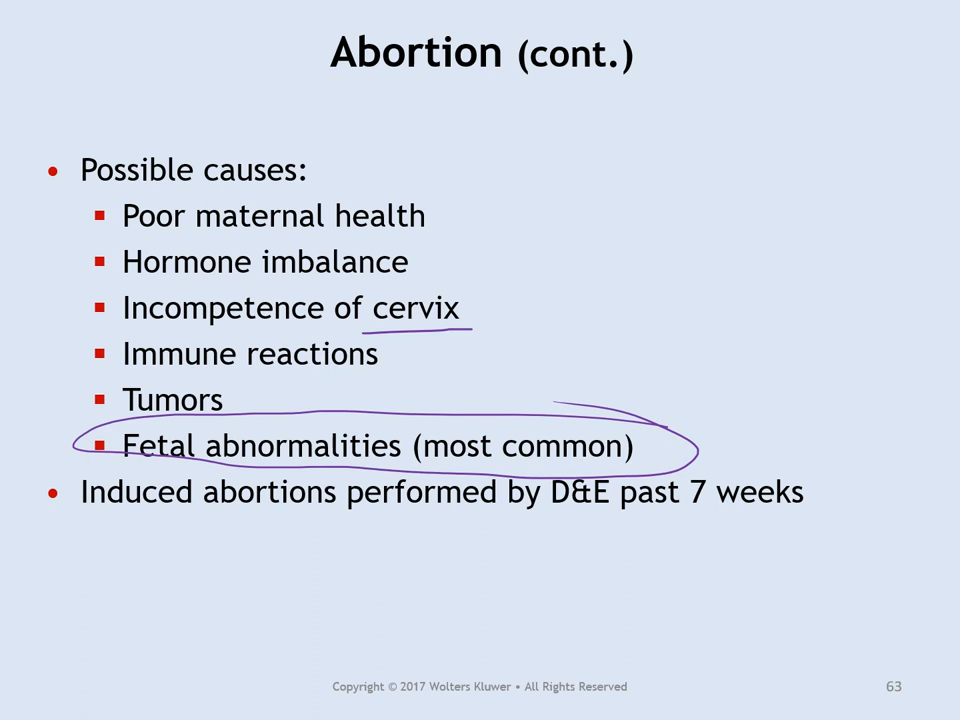 Abortion (cont.)
• Possible causes:
▪ Poor maternal health
▪ Hormone imbalance
▪ Incompetence of cervix
▪ Immune reactions
▪ Tumors
▪ Fetal abnormalities (most common)
• Induced abortions performed by D&E past 7 weeks
Copyright © 2017 Wolters Kluwer • All Rights Reserved
63